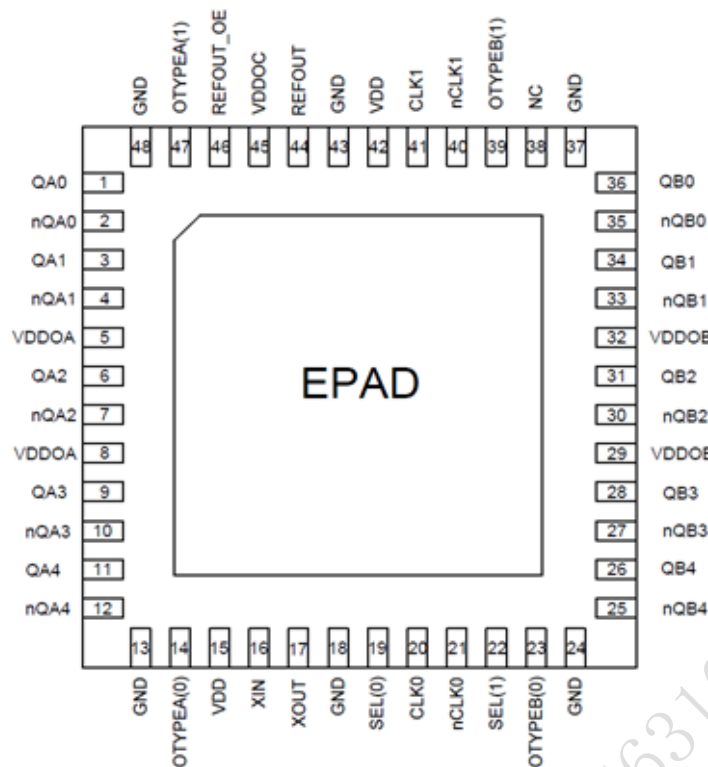 GND OTYPEA(1) REFOUT_OE VDDOC REFOUT GND VDD CLK1 nCLK1 OTYPEB(1) NC GND
48 47 46 45 44 43 42 41 40 39 38 37
QA0 1 36 QB0
nQA0 2 35 nQB0
QA1 3 34 QB1
nQA1 4 33 nQB1
VDDOA 5 32 VDDOB
QA2 6 31 QB2
EPAD
nQA2 7 30 nQB2
VDDOA 8 29 VDDOB
QA3 9 28 QB3
nQA3 10 27 nQB3
QA4 11 26 QB4
nQA4 12 25 nQB4
13 14 15 16 17 18 19 20 21 22 23 24
GND OTYPEA(0) VDD XIN XOUT GND SEL(0) CLK0 nCLK0 SEL(1) OTYPEB(0) GND